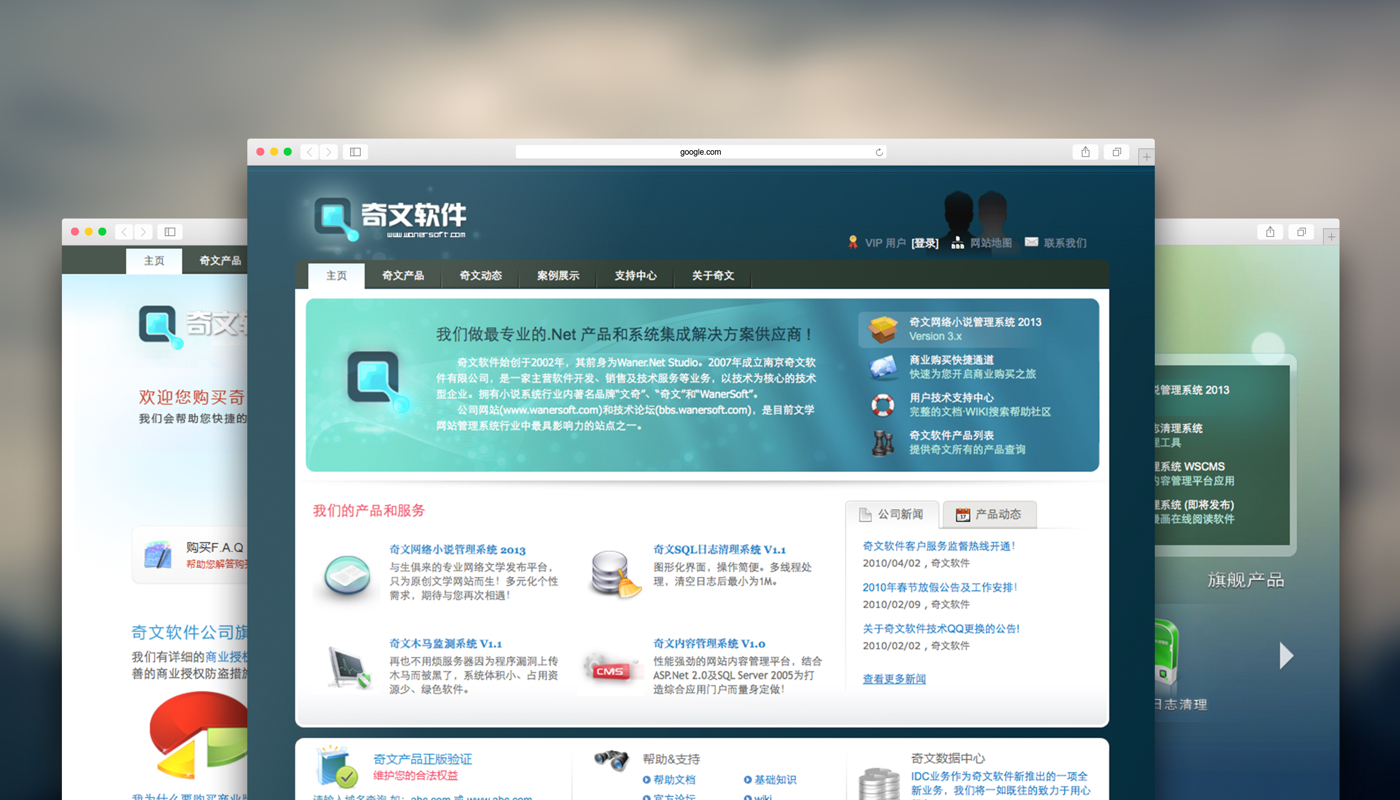 google.com
奇文软件
www.wanersoft.com
VIP 用户 [登录] 网站地图 联系我们
主页 奇文产品 奇文动态 案例展示 支持中心 关于奇文
我们做最专业的.Net 产品和系统集成解决方案供应商！
奇文软件始创于2002年，其前身为Waner.Net Studio。2007年成立南京奇文软
件有限公司，是一家主营软件开发、销售及技术服务等业务，以技术为核心的技术
型企业。拥有小说系统行业内著名品牌“文奇”、“奇文”和“WanerSoft”。
公司网站(www.wanersoft.com)和技术论坛(bbs.wanersoft.com)，是目前文学
网站管理系统行业中最具影响力的站点之一。
奇文网络小说管理系统 2013
Version 3.x
商业购买快捷通道
快速为您开启商业购买之旅
用户技术支持中心
完整的文档-WIKI搜索帮助社区
奇文软件产品列表
提供奇文所有的产品查询
我们的产品和服务
奇文网络小说管理系统 2013
与生俱来的专业网络文学发布平台，
只为原创文学网站而生！多元化个性
需求，期待与您再次相遇！
奇文SQL日志清理系统 V1.1
图形化界面，操作简便。多线程处
理，清空日志后最小为1M。
奇文木马监测系统 V1.1
再也不用烦服务器因为程序漏洞上传
木马而被黑了，系统体积小、占用资
源少、绿色软件。
CMS
奇文内容管理系统 V1.0
性能强劲的网站内容管理平台，结合
ASP.Net 2.0及SQL Server 2005为打
造综合应用门户而量身定做！
公司新闻 17 产品动态
奇文软件客户服务监督热线开通！
2010/04/02，奇文软件
2010年春节放假公告及工作安排！
2010/02/09，奇文软件
关于奇文软件技术QQ更换的公告!
2010/04/02，奇文软件
查看更多新闻
奇文产品正版验证
维护您的合法权益
请输入域名查询 如：abc.com 或 www.abc.com
帮助&支持
帮助文档 基础知识
官方论坛 wiki
奇文数据中心
IDC业务作为奇文软件新推出的一项全
新业务，我们将一如既往的致力于用心
主页 奇文产品
奇文
欢迎您购买奇
我们会帮助您快捷的
购买F.A.Q
帮助您解答购买
奇文软件公司旗
我们有详细的商业授权
善的商业授权防盗措施
我为什么要购买商业版
管理系统 2013
志清理系统
理工具
理系统 WSCMS
内容管理平台应用
理系统 (即将发布)
漫画在线阅读软件
旗舰产品
日志清理